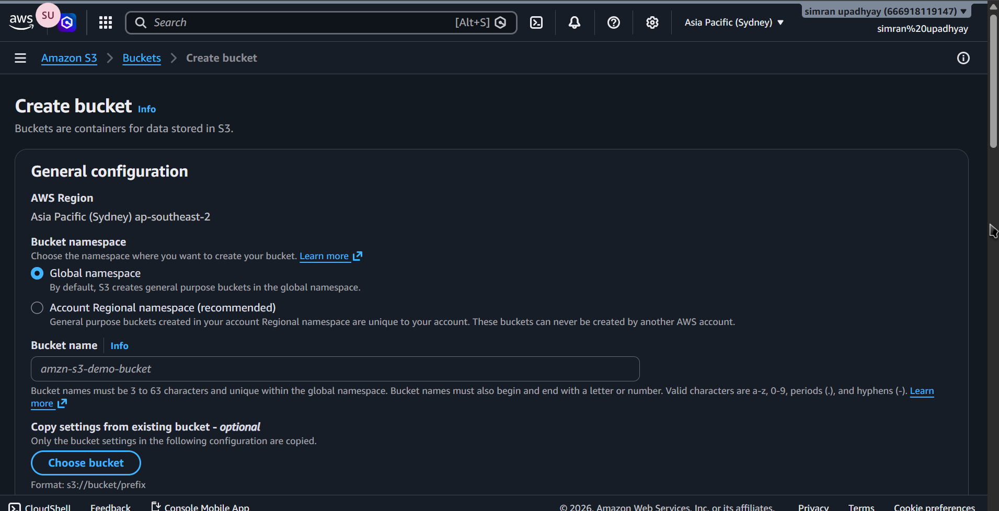 aws SU Search [Alt+S] Asia Pacific (Sydney) simran upadhyay (666918119147)
simran%20upadhyay
Amazon S3 Buckets Create bucket
Create bucket Info
Buckets are containers for data stored in S3.
General configuration
AWS Region
Asia Pacific (Sydney) ap-southeast-2
Bucket namespace
Choose the namespace where you want to create your bucket. Learn more
Global namespace
By default, S3 creates general purpose buckets in the global namespace.
Account Regional namespace (recommended)
General purpose buckets created in your account Regional namespace are unique to your account. These buckets can never be created by another AWS account.
Bucket name Info
amzn-s3-demo-bucket
Bucket names must be 3 to 63 characters and unique within the global namespace. Bucket names must also begin and end with a letter or number. Valid characters are a-z, 0-9, periods (.), and hyphens (-). Learn
more
Copy settings from existing bucket - optional
Only the bucket settings in the following configuration are copied.
Choose bucket
Format: s3://bucket/prefix
CloudShell Feedback Console Mobile App © 2026, Amazon Web Services, Inc. or its affiliates. Privacy Terms Cookie preferences